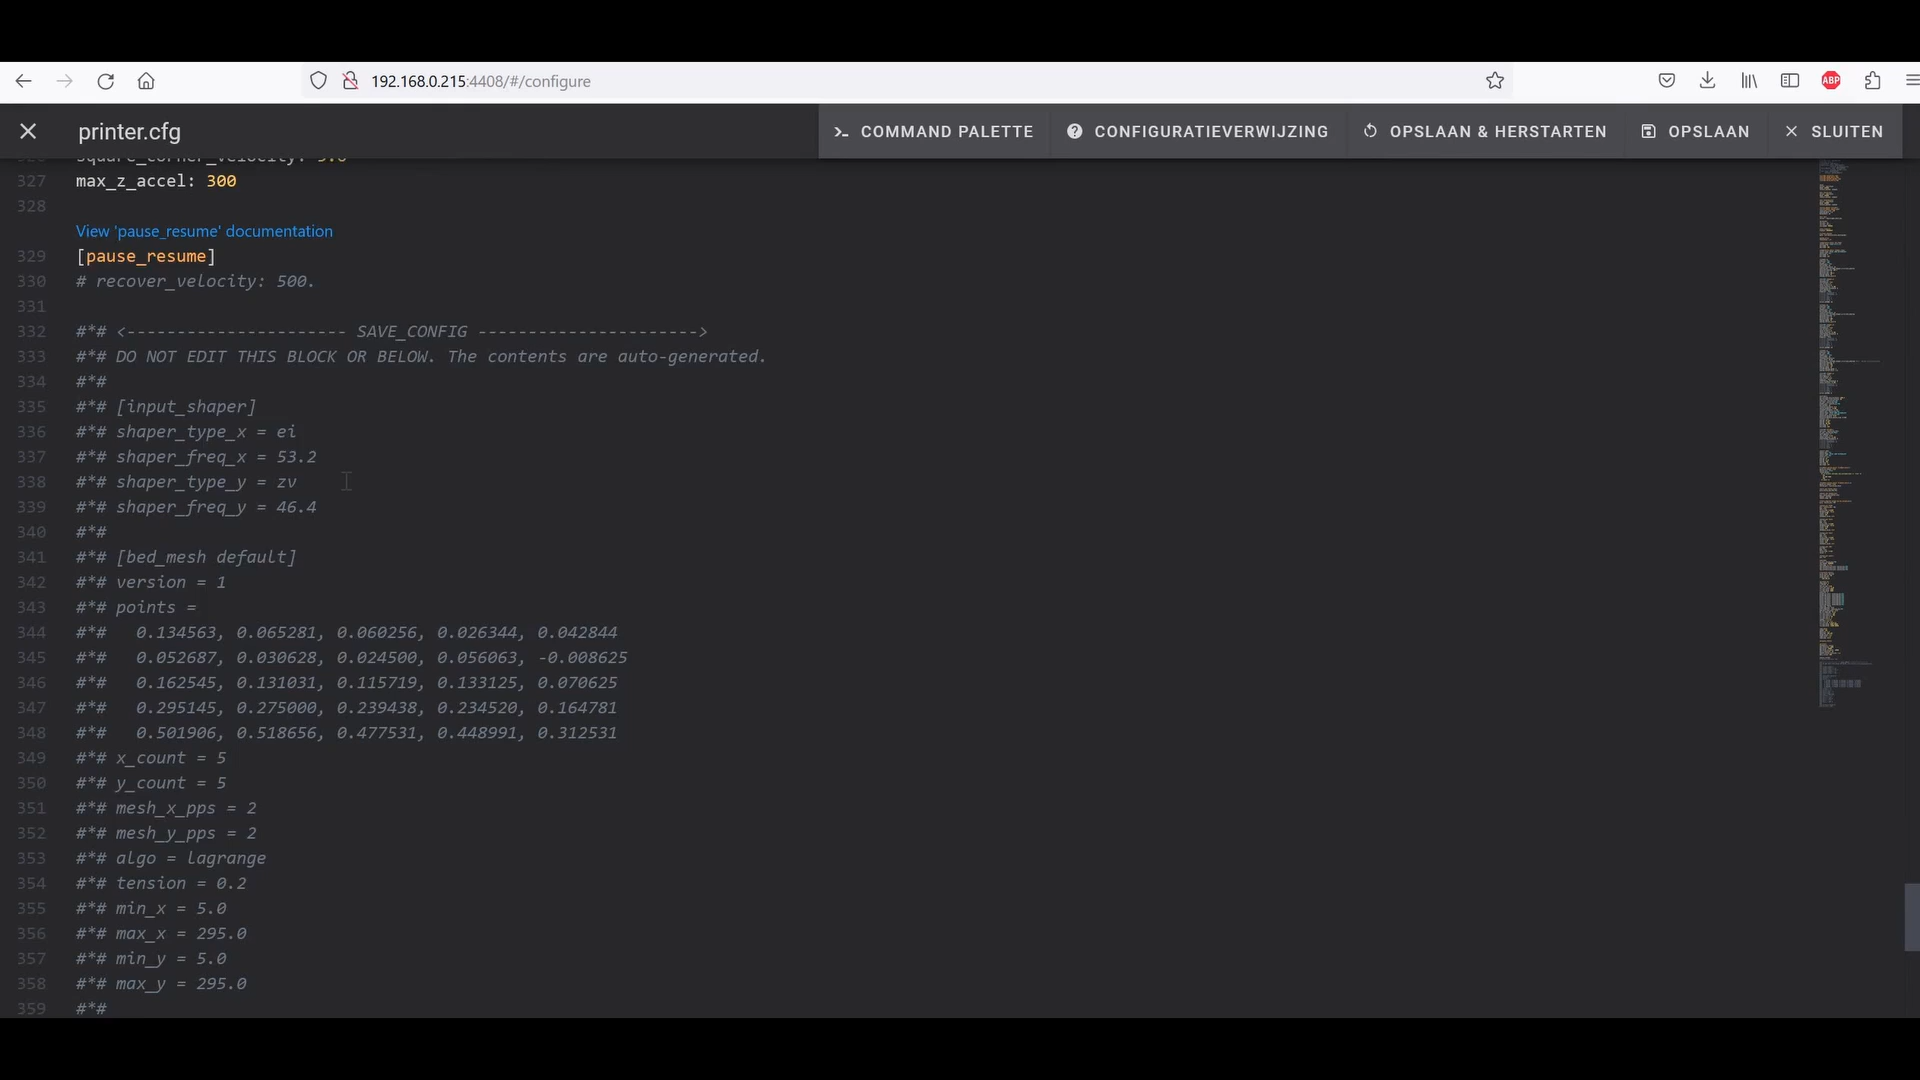 192.168.0.215:4408/#/configure
ABP
printer.cfg
COMMAND PALETTE
CONFIGURATIEVERWIJZING
OPSLAAN & HERSTARTEN
OPSLAAN
SLUITEN
327 max_z_accel: 300
328
View 'pause_resume' documentation
329 [pause_resume]
330 # recover_velocity: 500.
331
332 #*# <---------------------- SAVE_CONFIG ---------------------->
333 #*# DO NOT EDIT THIS BLOCK OR BELOW. The contents are auto-generated.
334 #*#
335 #*# [input_shaper]
336 #*# shaper_type_x = ei
337 #*# shaper_freq_x = 53.2
338 #*# shaper_type_y = zv
339 #*# shaper_freq_y = 46.4
340 #*#
341 #*# [bed_mesh default]
342 #*# version = 1
343 #*# points =
344 #*#   0.134563, 0.065281, 0.060256, 0.026344, 0.042844
345 #*#   0.052687, 0.030628, 0.024500, 0.056063, -0.008625
346 #*#   0.162545, 0.131031, 0.115719, 0.133125, 0.070625
347 #*#   0.295145, 0.275000, 0.239438, 0.234520, 0.164781
348 #*#   0.501906, 0.518656, 0.477531, 0.448991, 0.312531
349 #*# x_count = 5
350 #*# y_count = 5
351 #*# mesh_x_pps = 2
352 #*# mesh_y_pps = 2
353 #*# algo = lagrange
354 #*# tension = 0.2
355 #*# min_x = 5.0
356 #*# max_x = 295.0
357 #*# min_y = 5.0
358 #*# max_y = 295.0
359 #*#